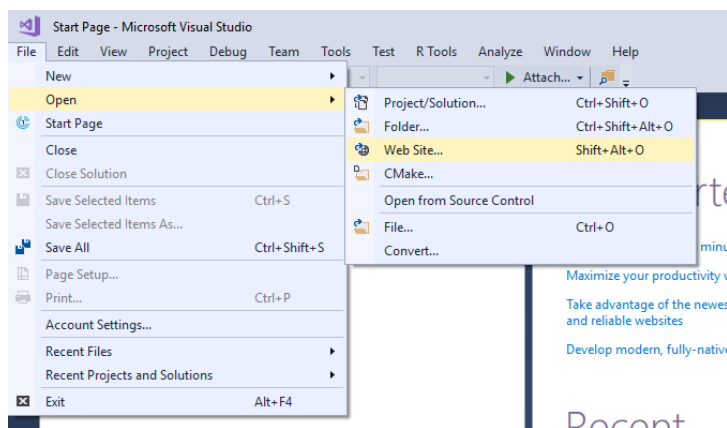 Start Page - Microsoft Visual Studio
File Edit View Project Debug Team Tools Test R Tools Analyze Window Help
Attach...
New
Open
Start Page
Close
Close Solution
Save Selected Items Ctrl+S
Save Selected Items As...
Save All Ctrl+Shift+S
Page Setup...
Print... Ctrl+P
Account Settings...
Recent Files
Recent Projects and Solutions
Exit Alt+F4
Project/Solution... Ctrl+Shift+O
Folder... Ctrl+Shift+Alt+O
Web Site... Shift+Alt+O
CMake...
Open from Source Control
File... Ctrl+O
Convert...
Maximize your productivity
Take advantage of the
and reliable websites
Develop modern,
Recent